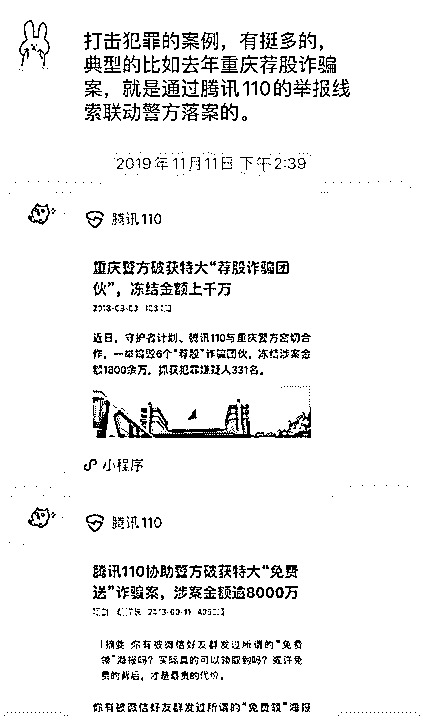 打击犯罪的案例，有挺多的，
典型的比如去年重庆荐股诈骗
案，就是通过腾讯110的举报线
索联动警方落案的。
2019年11月11日 下午2:39
腾讯110
重庆警方破获特大“荐股诈骗团
伙”，冻结金额上千万
近日，守护者计划、腾讯110与重庆警方密切合
作，一举捣毁6个“荐股”诈骗团伙，冻结涉案金
额1800余万，抓获犯罪嫌疑人331名。
小程序
腾讯110
腾讯110协助警方破获特大“免费
送”诈骗案，涉案金额逾8000万
摘要 你有被微信好友群发过所谓的“免费
领”海报吗？实际真的可以领取到吗？或许免
费的背后，才是最贵的代价。
你有被微信好友群发过所谓的“免费领”海报